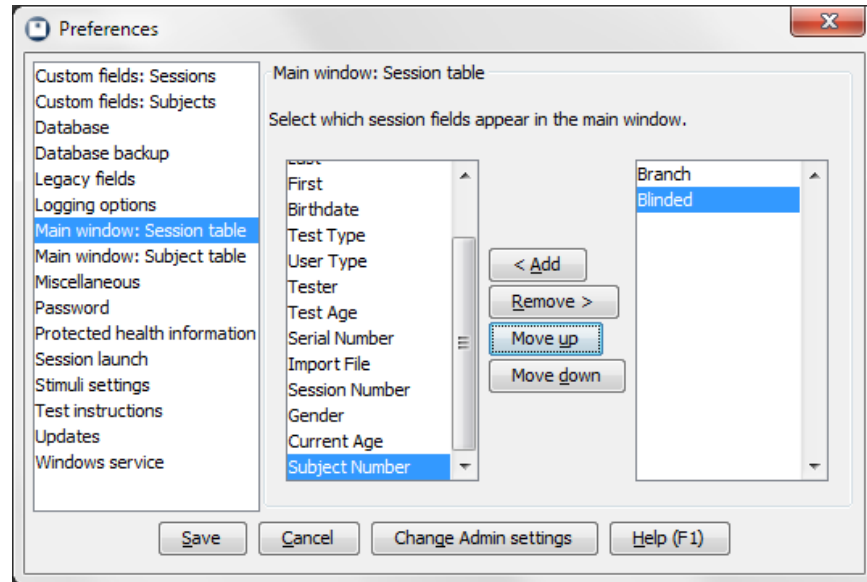 Preferences
Custom fields: Sessions
Custom fields: Subjects
Database
Database backup
Legacy fields
Logging options
Main window: Session table
Main window: Subject table
Miscellaneous
Password
Protected health information
Session launch
Stimuli settings
Test instructions
Updates
Windows service
Main window: Session table
Select which session fields appear in the main window.
First
Birthdate
Test Type
User Type
Tester
Test Age
Serial Number
Import File
Session Number
Gender
Current Age
Subject Number
< Add
Remove >
Move up
Move down
Branch
Blinded
Save
Cancel
Change Admin settings
Help (F1)